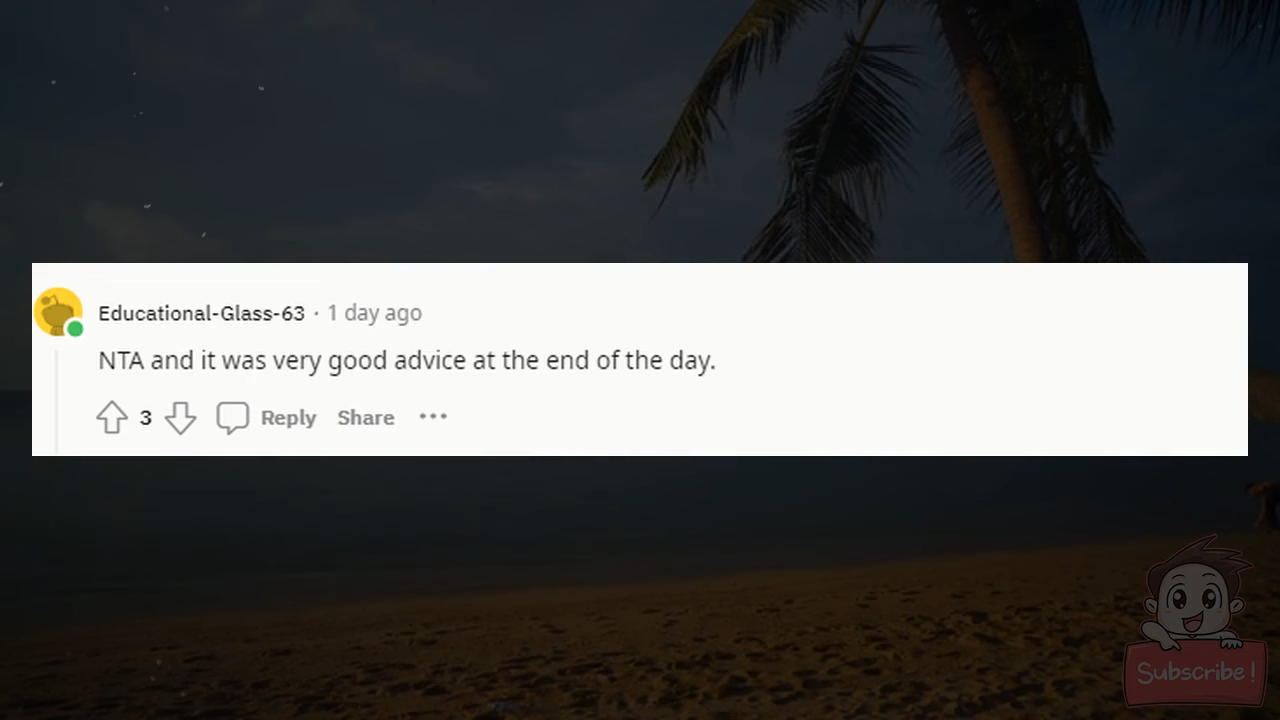 Educational-Glass-63 · 1 day ago
NTA and it was very good advice at the end of the day.
3 Reply Share ···
Subscribe!